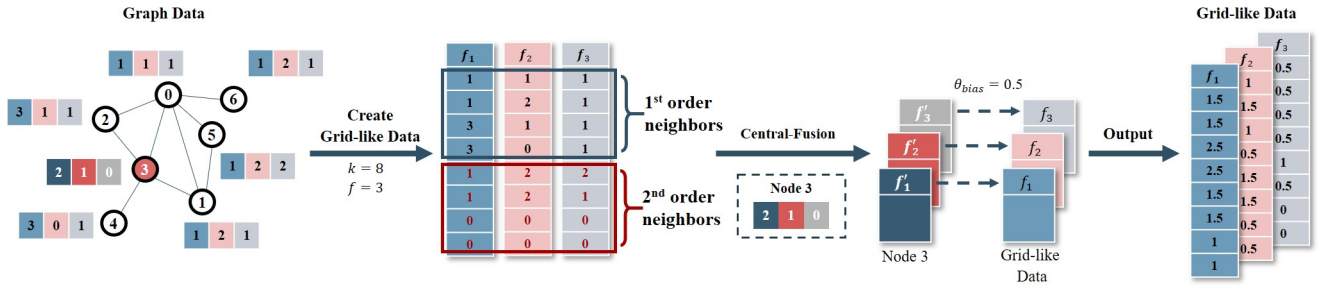 Graph Data
1 1 1
1 2 1
0
6
3 1 1
2
5
2 1 0
3
1 2 2
3 0 1
4
1
1 2 1
Create
Grid-like Data
k = 8
f = 3
f1 f2 f3
1 1 1
1 2 1
3 1 1
3 0 1
1 2 2
1 2 1
0 0 0
0 0 0
1st order
neighbors
2nd order
neighbors
Central-Fusion
Node 3
2 1 0
θbias = 0.5
f′3
f′2
f′1
Node 3
f3
f2
f1
Grid-like
Data
Output
Grid-like Data
f3
0.5
0.5
0.5
0.5
1
0.5
0
0
f2
1
1.5
1
0.5
1.5
1.5
0.5
0.5
f1
1.5
1.5
2.5
2.5
1.5
1.5
1
1